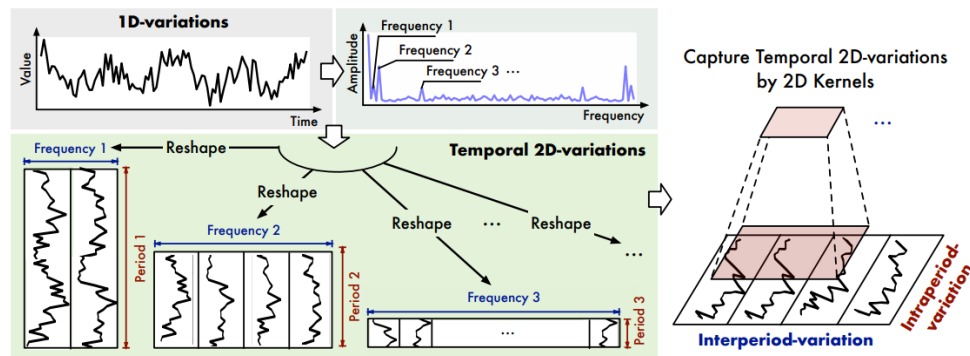 1D-variations
Value
Time
Amplitude
Frequency 1
Frequency 2
Frequency 3 ...
Frequency
Temporal 2D-variations
Frequency 1
Reshape
Reshape
Reshape
...
Reshape
...
Period 1
Frequency 2
Period 2
Frequency 3
...
Period 3
Capture Temporal 2D-variations
by 2D Kernels
...
Interperiod-variation
Intraperiod-
variation